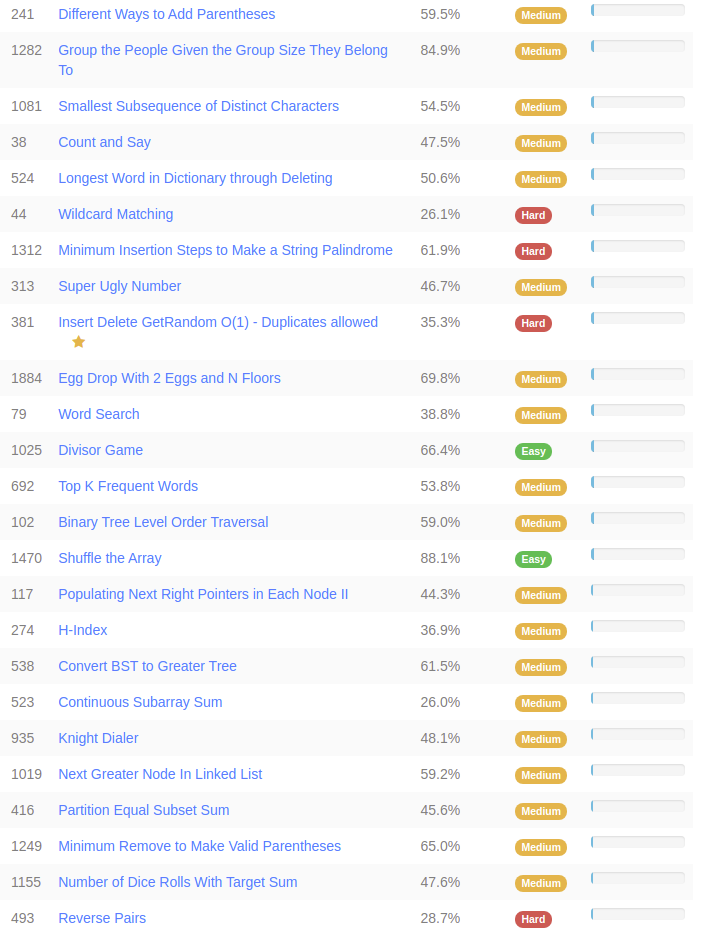 241 Different Ways to Add Parentheses 59.5% Medium
1282 Group the People Given the Group Size They Belong 84.9% Medium
To
1081 Smallest Subsequence of Distinct Characters 54.5% Medium
38 Count and Say 47.5% Medium
524 Longest Word in Dictionary through Deleting 50.6% Medium
44 Wildcard Matching 26.1% Hard
1312 Minimum Insertion Steps to Make a String Palindrome 61.9% Hard
313 Super Ugly Number 46.7% Medium
381 Insert Delete GetRandom O(1) - Duplicates allowed 35.3% Hard
1884 Egg Drop With 2 Eggs and N Floors 69.8% Medium
79 Word Search 38.8% Medium
1025 Divisor Game 66.4% Easy
692 Top K Frequent Words 53.8% Medium
102 Binary Tree Level Order Traversal 59.0% Medium
1470 Shuffle the Array 88.1% Easy
117 Populating Next Right Pointers in Each Node II 44.3% Medium
274 H-Index 36.9% Medium
538 Convert BST to Greater Tree 61.5% Medium
523 Continuous Subarray Sum 26.0% Medium
935 Knight Dialer 48.1% Medium
1019 Next Greater Node In Linked List 59.2% Medium
416 Partition Equal Subset Sum 45.6% Medium
1249 Minimum Remove to Make Valid Parentheses 65.0% Medium
1155 Number of Dice Rolls With Target Sum 47.6% Medium
493 Reverse Pairs 28.7% Hard